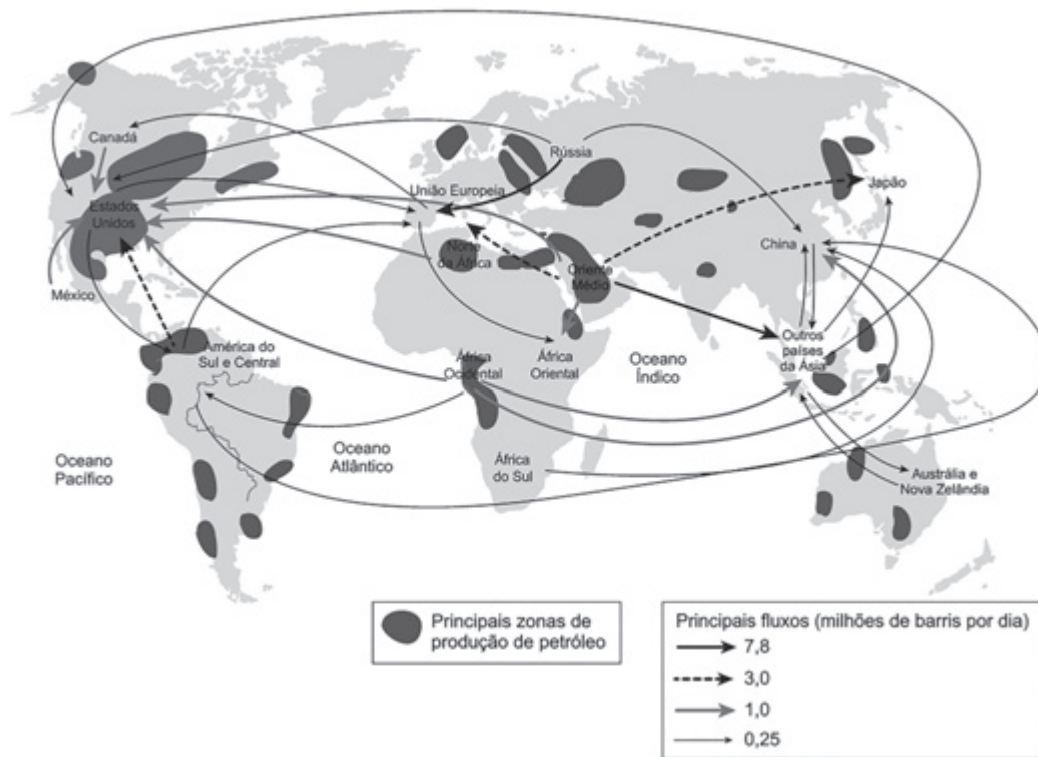 Canadá
Rússia
União Europeia
Japão
Estados
Unidos
Norte
da África
Oriente
Médio
China
México
América do
Sul e Central
África
Ocidental
África
Oriental
Oceano
Índico
Outros
países
da Ásia
Oceano
Pacífico
Oceano
Atlântico
África
do Sul
Austrália e
Nova Zelândia
Principais zonas de
produção de petróleo
Principais fluxos (milhões de barris por dia)
7,8
3,0
1,0
0,25